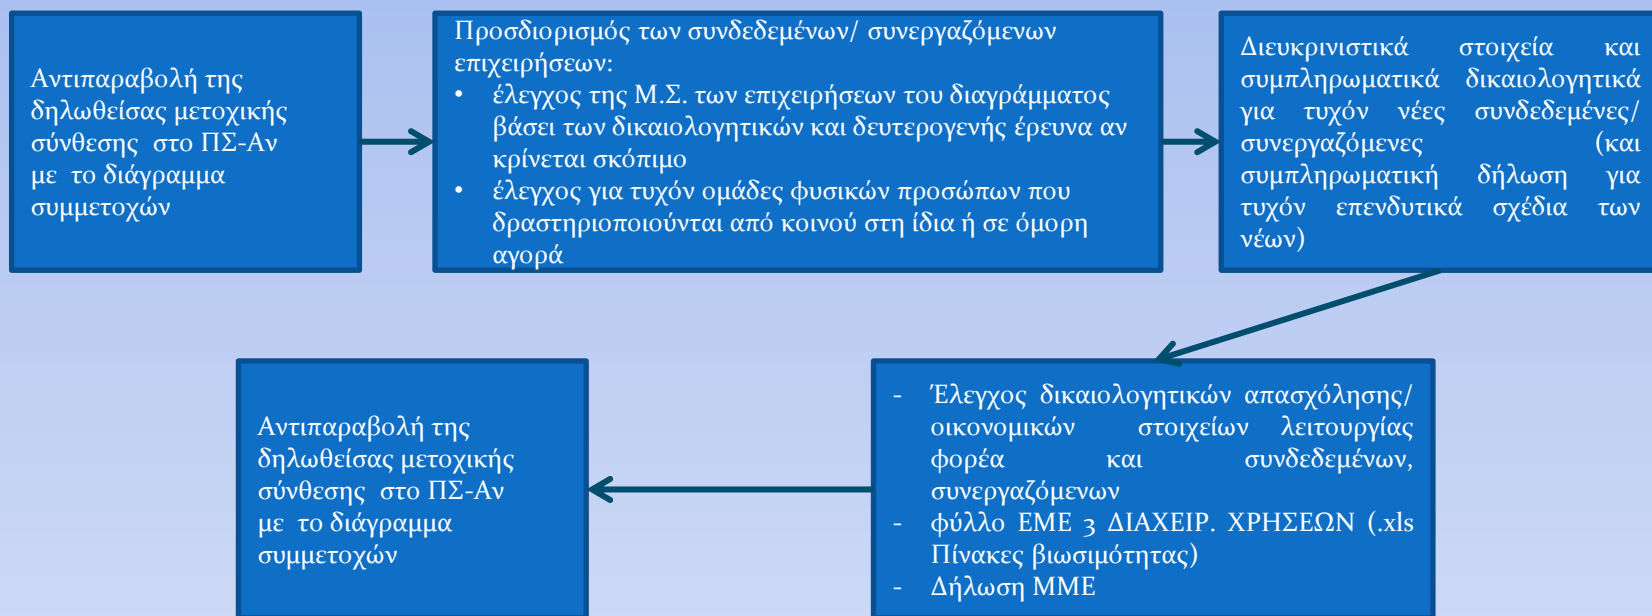 Αντιπαραβολή της
δηλωθείσας μετοχικής
σύνθεσης στο ΠΣ-Αν
με το διάγραμμα
συμμετοχών
Προσδιορισμός των συνδεδεμένων/ συνεργαζόμενων
επιχειρήσεων:
• έλεγχος της Μ.Σ. των επιχειρήσεων του διαγράμματος
βάσει των δικαιολογητικών και δευτερογενής έρευνα αν
κρίνεται σκόπιμο
• έλεγχος για τυχόν ομάδες φυσικών προσώπων που
δραστηριοποιούνται από κοινού στη ίδια ή σε όμορη
αγορά
Διευκρινιστικά στοιχεία και
συμπληρωματικά δικαιολογητικά
για τυχόν νέες συνδεδεμένες/
συνεργαζόμενες (και
συμπληρωματική δήλωση για
τυχόν επενδυτικά σχέδια των
νέων)
Αντιπαραβολή της
δηλωθείσας μετοχικής
σύνθεσης στο ΠΣ-Αν
με το διάγραμμα
συμμετοχών
- Έλεγχος δικαιολογητικών απασχόλησης/
οικονομικών στοιχείων λειτουργίας
φορέα και συνδεδεμένων,
συνεργαζόμενων
- φύλλο ΕΜΕ 3 ΔΙΑΧΕΙΡ. ΧΡΗΣΕΩΝ (.xls
Πίνακες βιωσιμότητας)
- Δήλωση ΜΜΕ